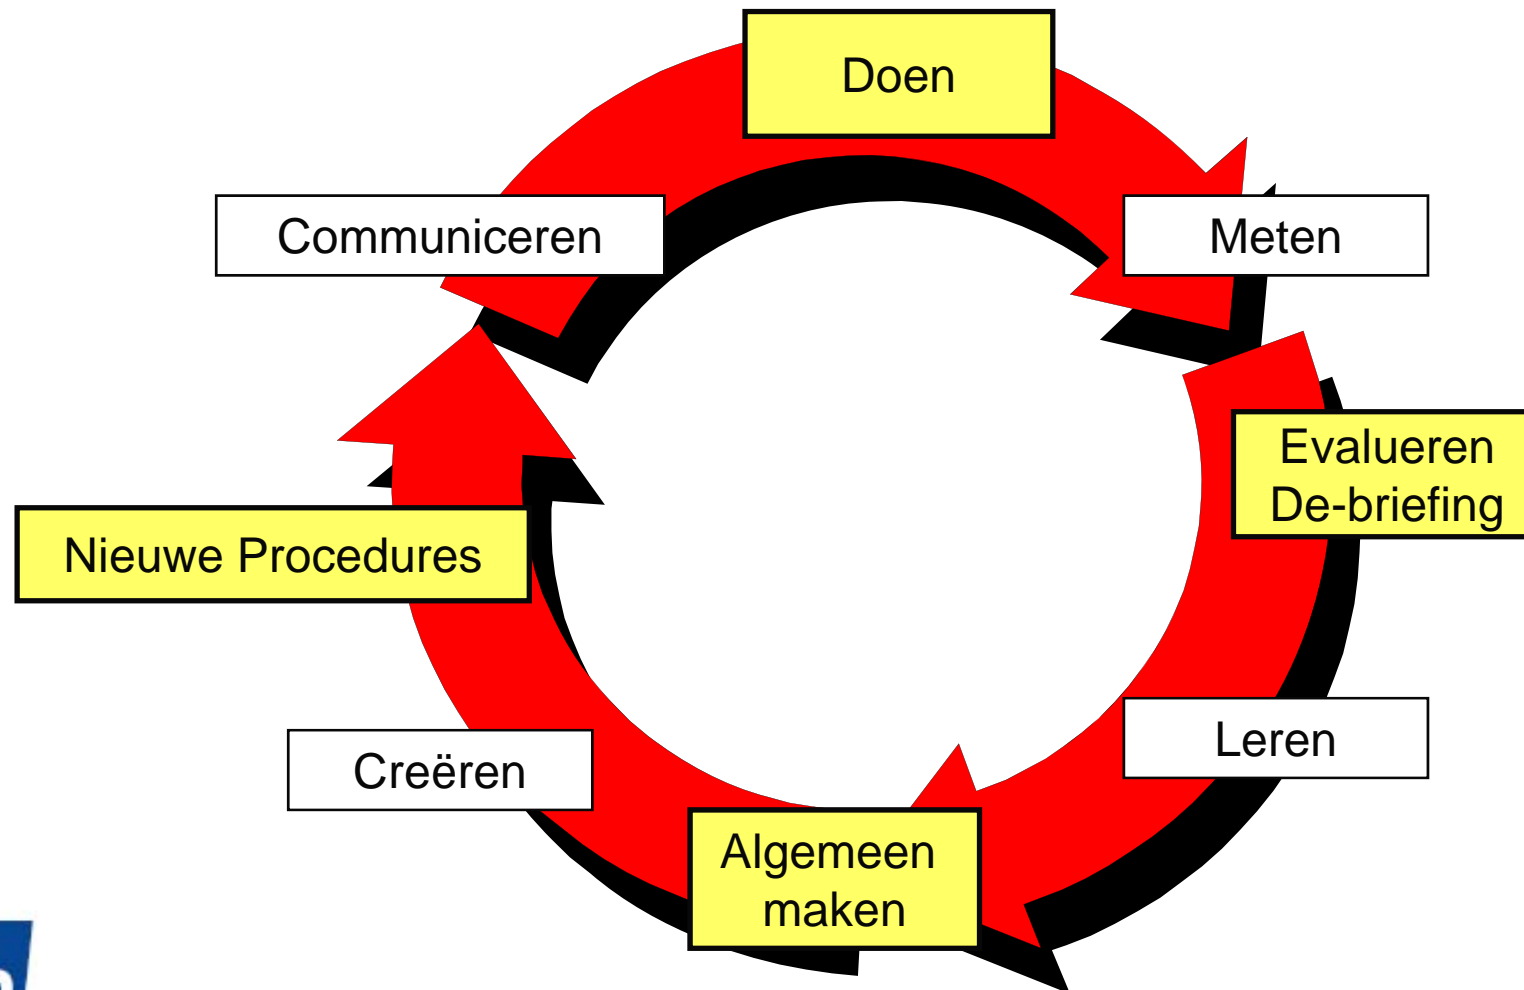 Doen
Communiceren
Meten
Evalueren
De-briefing
Nieuwe Procedures
Leren
Creëren
Algemeen
maken